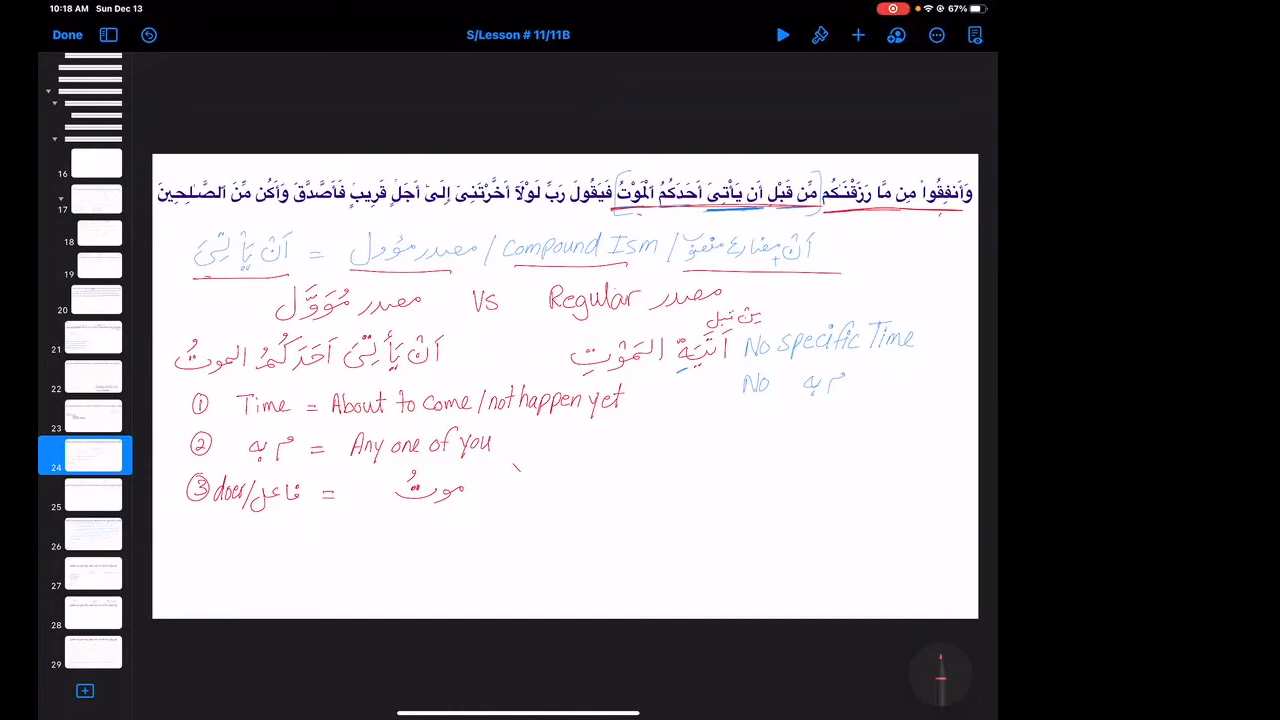 10:18 AM Sun Dec 13
67%
Done
S/Lesson # 11/11B
وَأَنفِقُوا۟ مِن مَّا رَزَقْنَـٰكُم مِّن قَبْلِ أَن يَأْتِىَ أَحَدَكُمُ ٱلْمَوْتُ فَيَقُولَ رَبِّ لَوْلَآ أَخَّرْتَنِىٓ إِلَىٰٓ أَجَلٍ قَرِيبٍ فَأَصَّدَّقَ وَأَكُن مِّنَ ٱلصَّـٰلِحِينَ
أَنْ يَأْتِىَ = مصدر مؤول / Compound Ism / أَنْ + مضارع منصوب
مصدر مُؤَوَّل Vs Regular مصدر
من قبل
أَنْ يَأْتِىَ أَحَدَكُمُ الموتُ
أَتْيَةِ المَوْتِ No specific Time
① Time = About to come/not happen yet
No م به
② م به = Any one of you
③ doer/فاعل = موتُ
16
17
18
19
20
21
22
23
24
25
26
27
28
29